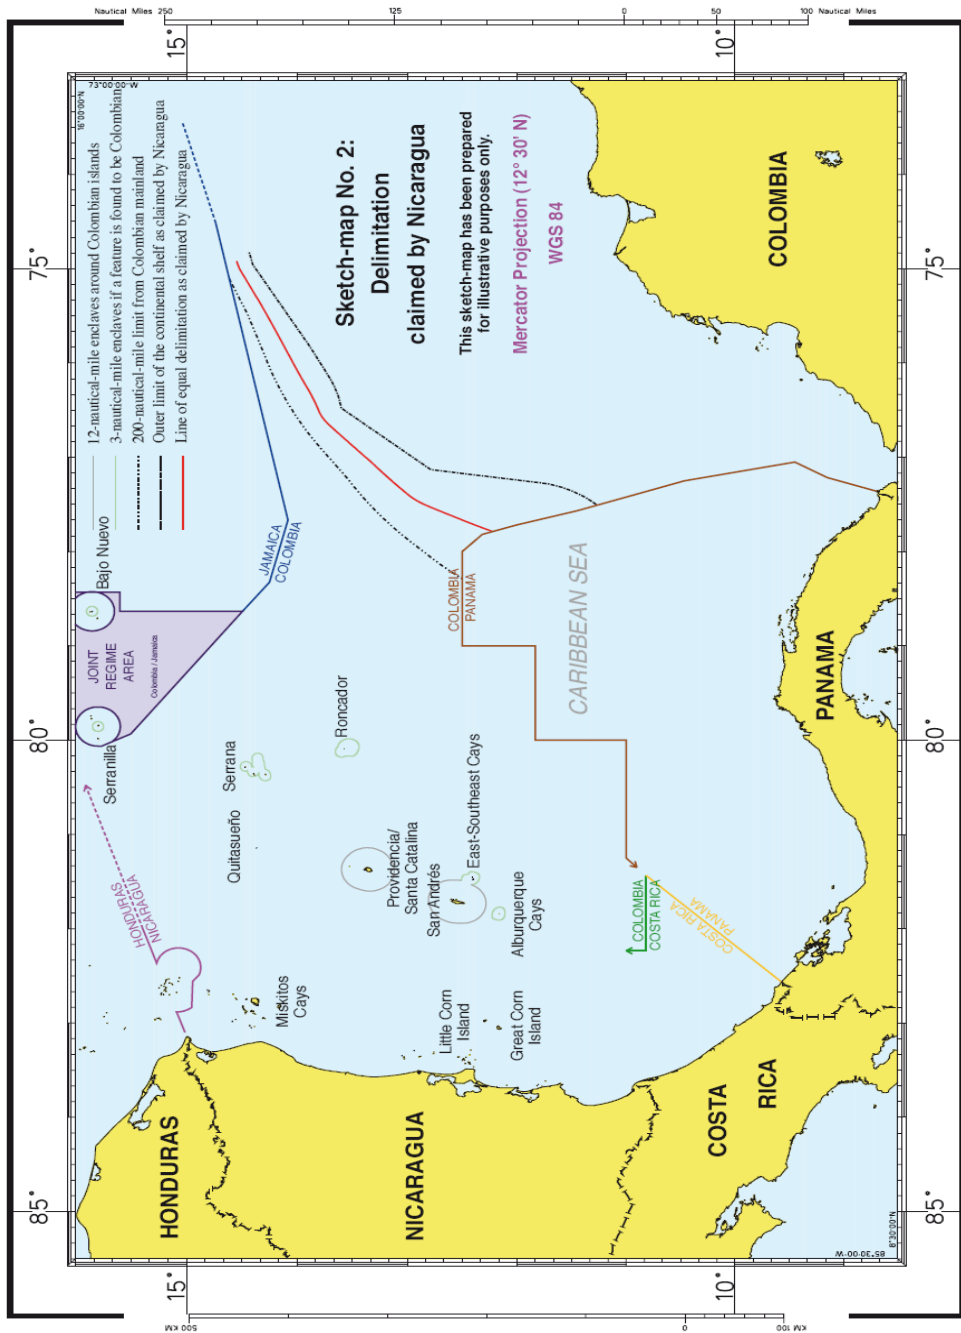 Sketch-map No. 2:
Delimitation
claimed by Nicaragua
This sketch-map has been prepared
for illustrative purposes only.
Mercator Projection (12° 30' N)
WGS 84
12-nautical-mile enclaves around Colombian islands
3-nautical-mile enclaves if a feature is found to be Colombian
200-nautical-mile limit from Colombian mainland
Outer limit of the continental shelf as claimed by Nicaragua
Line of equal delimitation as claimed by Nicaragua
16°00'00"N
73°00'00"W
85°30'00"W
8°30'00"N
85°
80°
75°
85°
80°
75°
15°
10°
15°
10°
Nautical Miles 250
125
0
50
100 Nautical Miles
500 KM
0
100 KM
HONDURAS
NICARAGUA
COSTA
RICA
PANAMA
COLOMBIA
CARIBBEAN SEA
HONDURAS
NICARAGUA
JAMAICA
COLOMBIA
COLOMBIA
PANAMA
COLOMBIA
COSTA RICA
COSTA RICA
PANAMA
JOINT
REGIME
AREA
Colombia/Jamaica
Serranilla
Bajo Nuevo
Quitasueño
Serrana
Roncador
Providencia/
Santa Catalina
San Andrés
East-Southeast Cays
Alburquerque
Cays
Miskitos
Cays
Little Corn
Island
Great Corn
Island